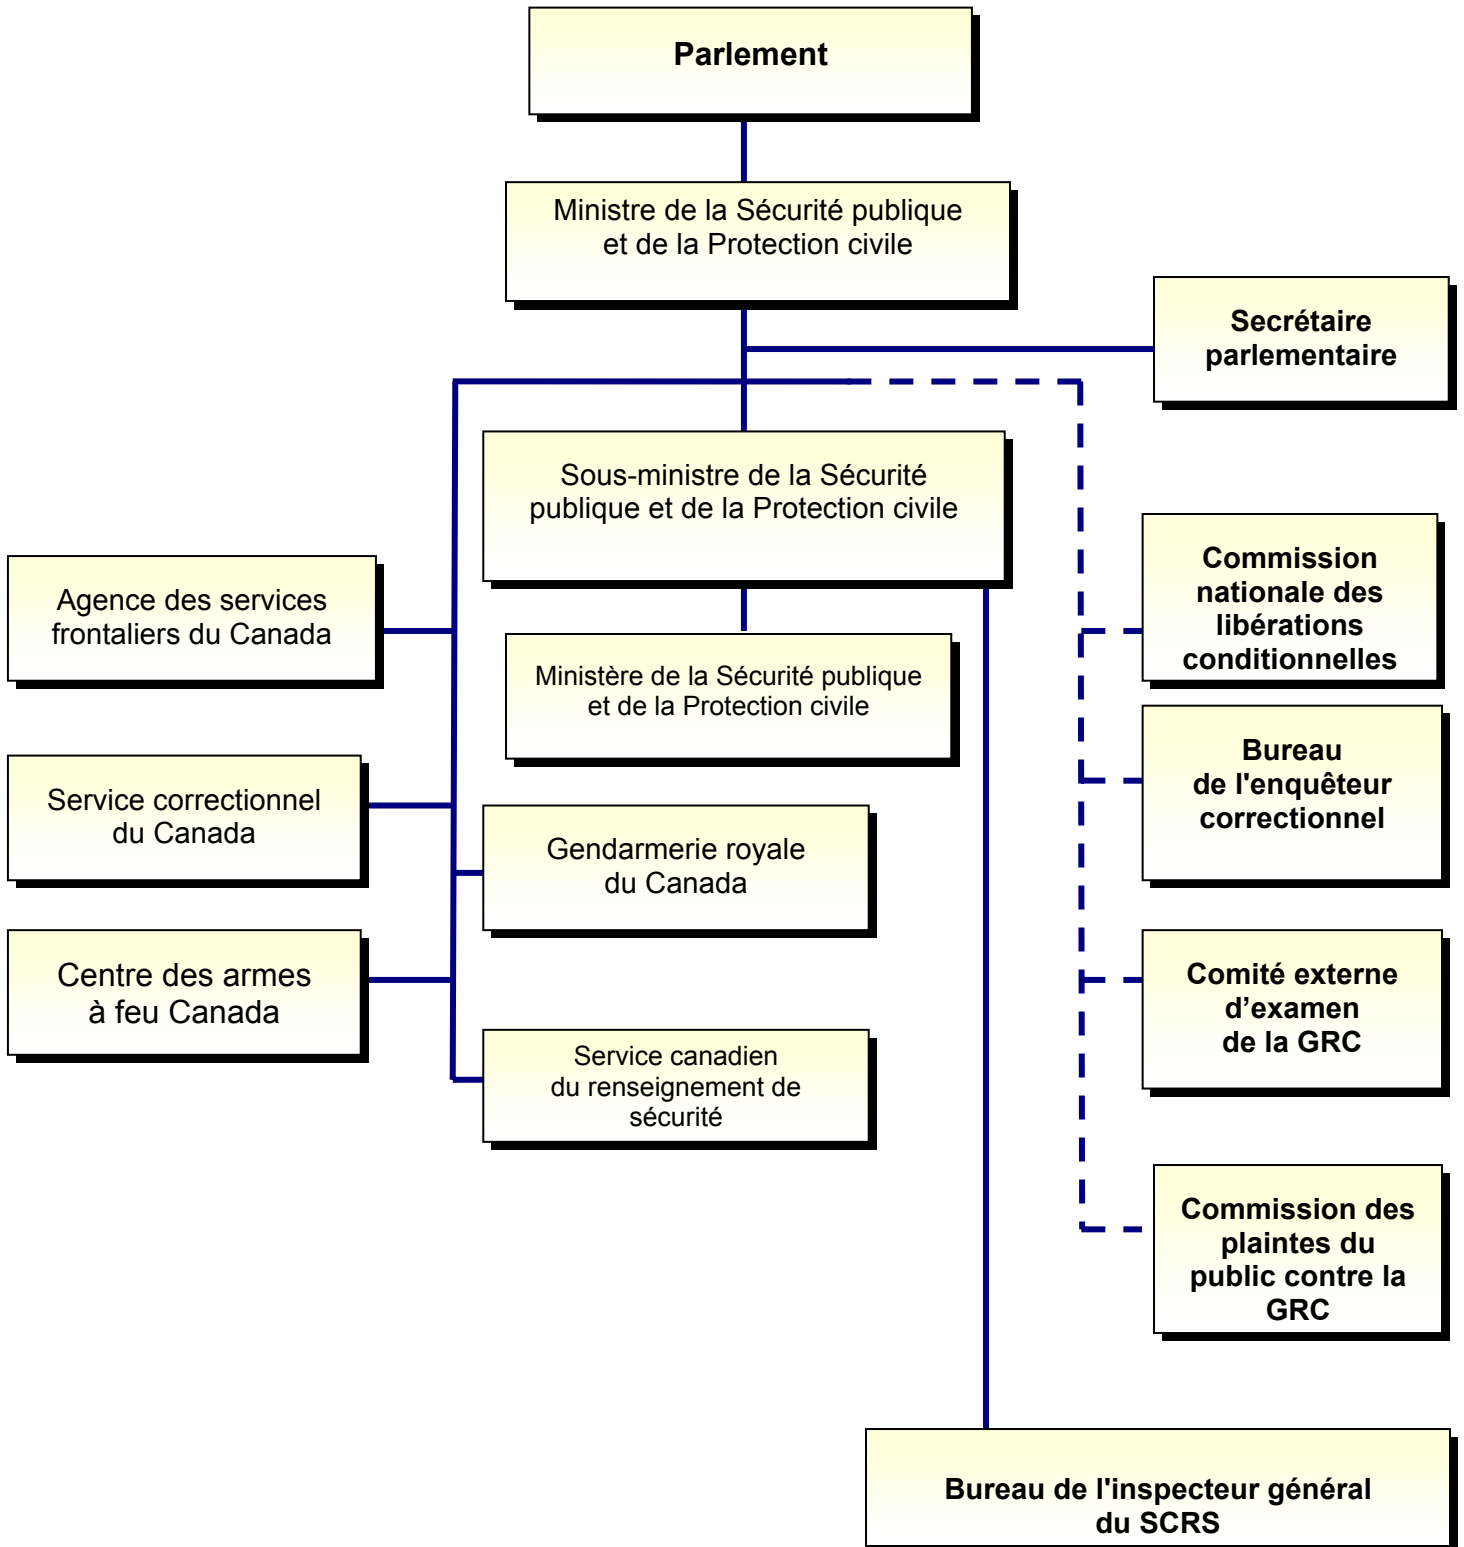 Parlement
Ministre de la Sécurité publique
et de la Protection civile
Secrétaire
parlementaire
Sous-ministre de la Sécurité
publique et de la Protection civile
Agence des services
frontaliers du Canada
Commission
nationale des
libérations
conditionnelles
Ministère de la Sécurité publique
et de la Protection civile
Service correctionnel
du Canada
Bureau
de l'enquêteur
correctionnel
Gendarmerie royale
du Canada
Centre des armes
à feu Canada
Comité externe
d’examen
de la GRC
Service canadien
du renseignement de
sécurité
Commission des
plaintes du
public contre la
GRC
Bureau de l'inspecteur général
du SCRS